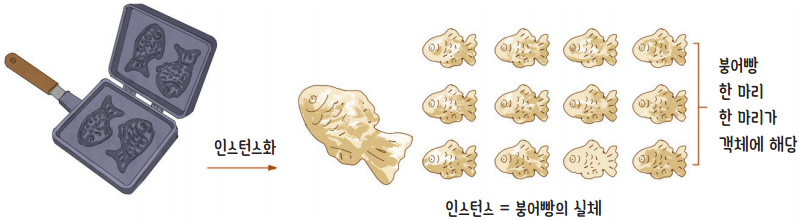 인스턴스화
붕어빵
한 마리
한 마리가
객체에 해당
인스턴스 = 붕어빵의 실체